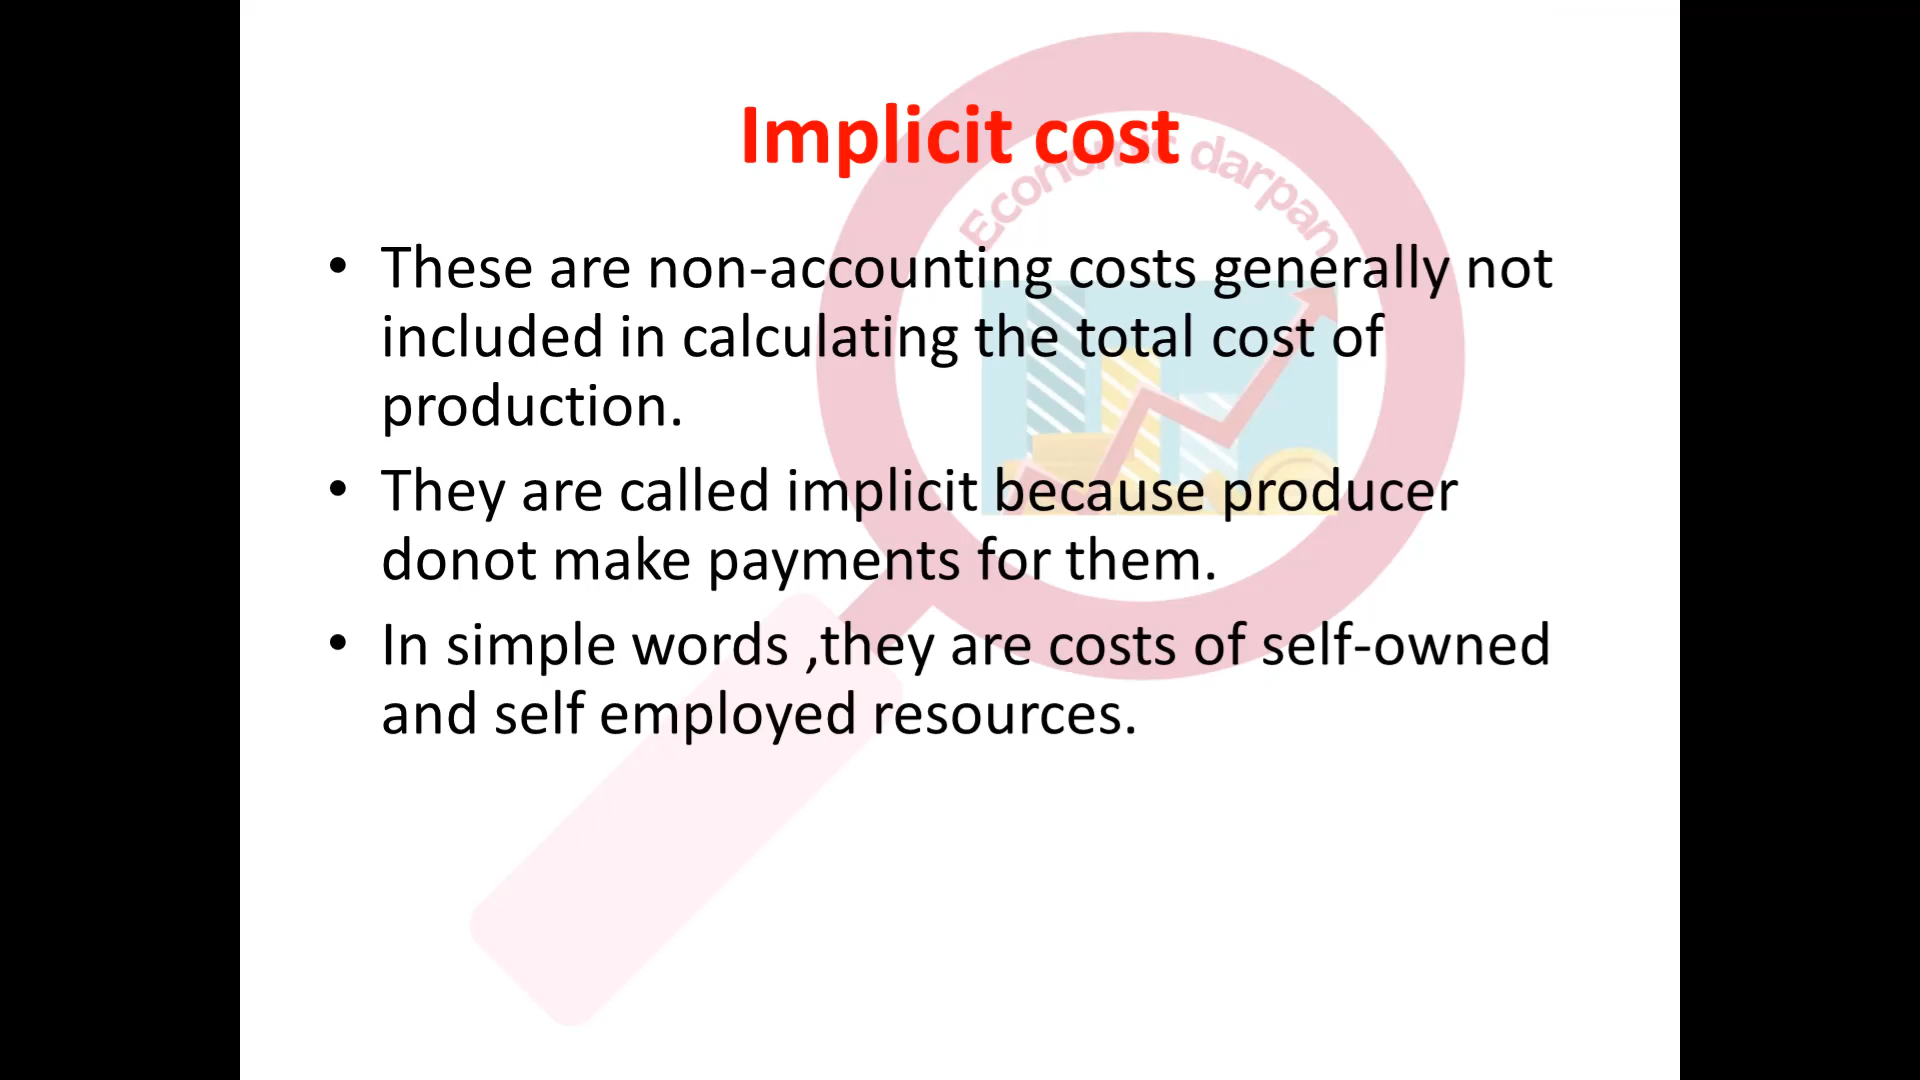 Implicit cost
Economic darpan
• These are non-accounting costs generally not
included in calculating the total cost of
production.
• They are called implicit because producer
donot make payments for them.
• In simple words ,they are costs of self-owned
and self employed resources.